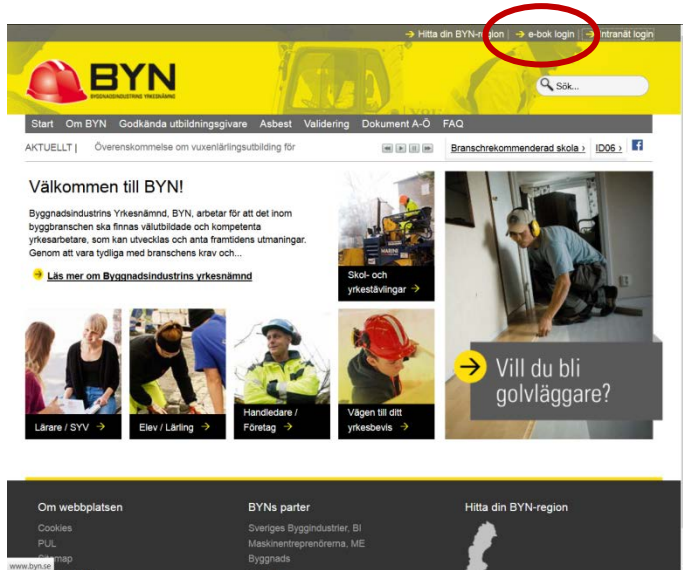 Hitta din BYN-region | e-bok login | Intranät login
BYN
BYGGNADSINDUSTRINS YRKESNÄMND
Sök...
Start Om BYN Godkända utbildningsgivare Asbest Validering Dokument A-Ö FAQ
AKTUELLT | Överenskommelse om vuxenlärlingsutbildning för
Branschrekommenderad skola › ID06 ›
Välkommen till BYN!
Byggnadsindustrins Yrkesnämnd, BYN, arbetar för att det inom
byggbranschen ska finnas välutbildade och kompetenta
yrkesarbetare, som kan utvecklas och anta framtidens utmaningar.
Genom att vara tydliga med branschens krav och...
Läs mer om Byggnadsindustrins yrkesnämnd
Skol- och
yrkestävlingar
Vill du bli
golvläggare?
Lärare / SYV
Elev / Lärling
Handledare /
Företag
Vägen till ditt
yrkesbevis
Om webbplatsen
Cookies
PUL
BYNs parter
Sveriges Byggindustrier, BI
Maskinentreprenörerna, ME
Byggnads
Hitta din BYN-region
www.byn.se